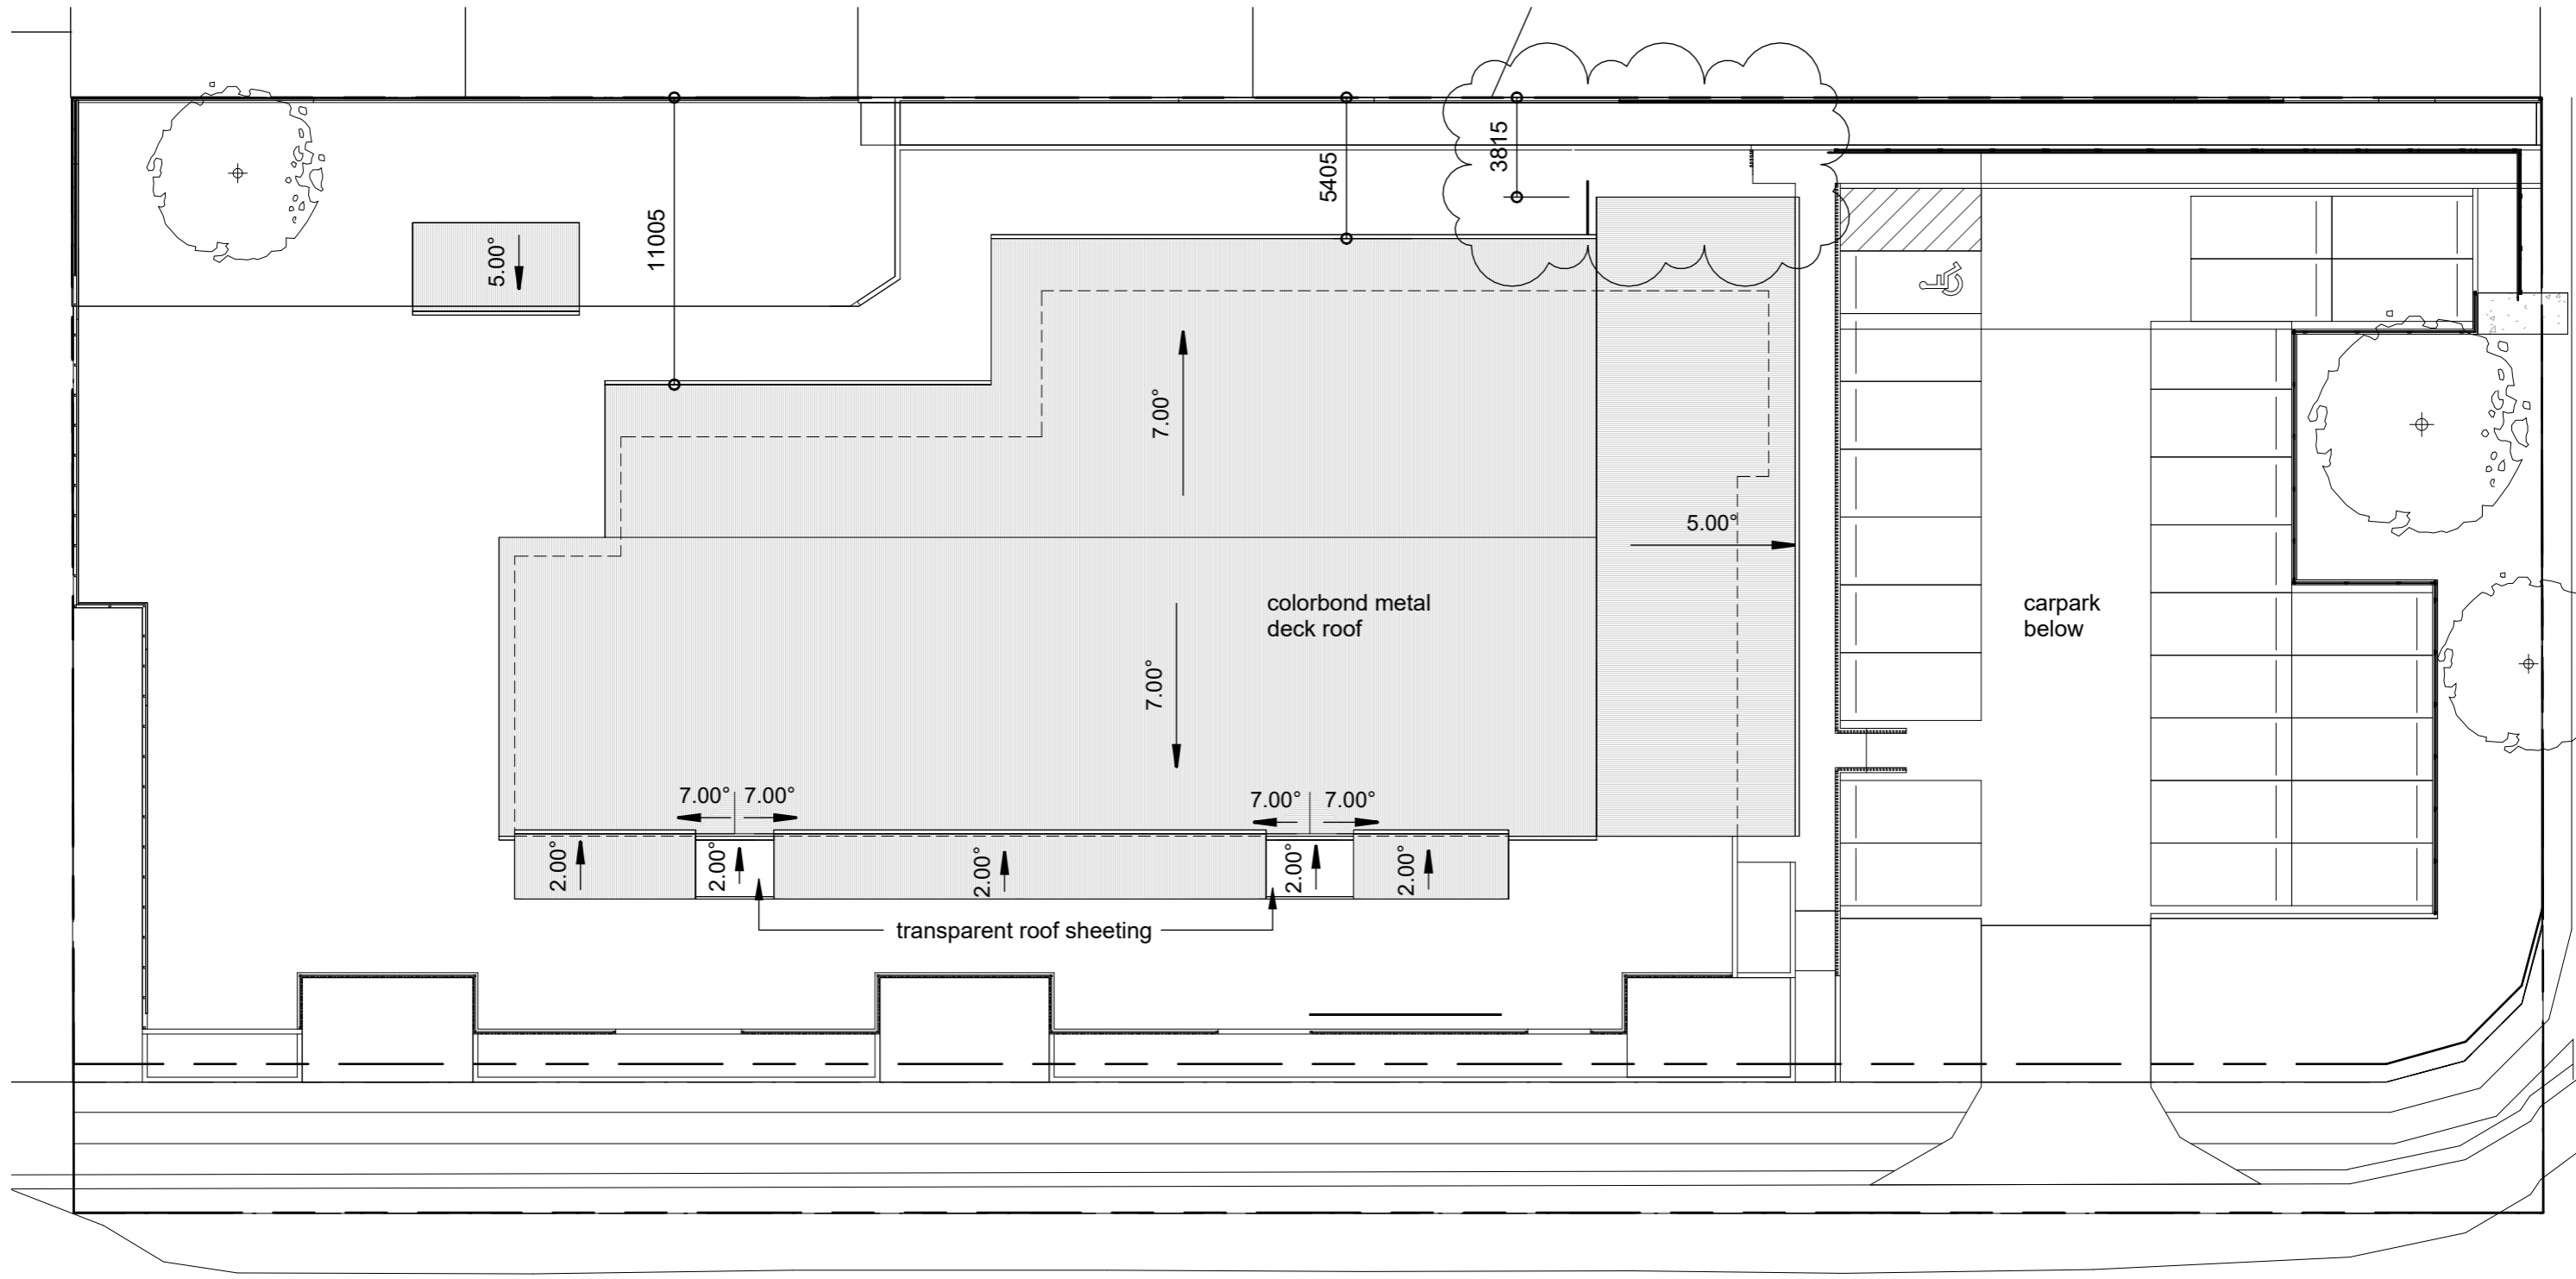 3815
5405
11005
5.00°
7.00°
5.00°
colorbond metal
deck roof
carpark
below
7.00°
7.00° 7.00°
7.00° 7.00°
2.00°
2.00°
2.00°
2.00°
2.00°
transparent roof sheeting